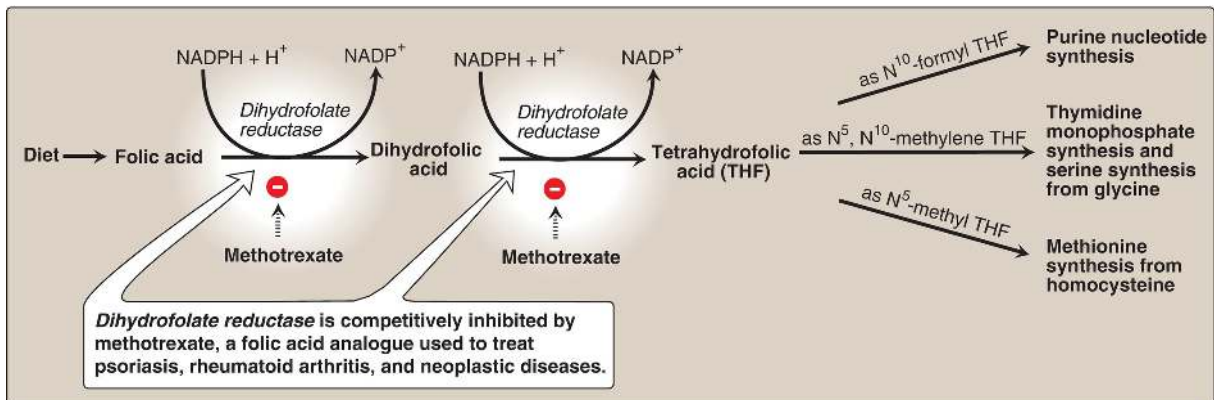 NADPH + H⁺
NADP⁺
NADPH + H⁺
NADP⁺
Dihydrofolate
reductase
Dihydrofolate
reductase
Diet
Folic acid
Dihydrofolic
acid
Tetrahydrofolic
acid (THF)
Methotrexate
Methotrexate
as N¹⁰-formyl THF
Purine nucleotide
synthesis
as N⁵, N¹⁰-methylene THF
Thymidine
monophosphate
synthesis and
serine synthesis
from glycine
as N⁵-methyl THF
Methionine
synthesis from
homocysteine
Dihydrofolate reductase is competitively inhibited by
methotrexate, a folic acid analogue used to treat
psoriasis, rheumatoid arthritis, and neoplastic diseases.